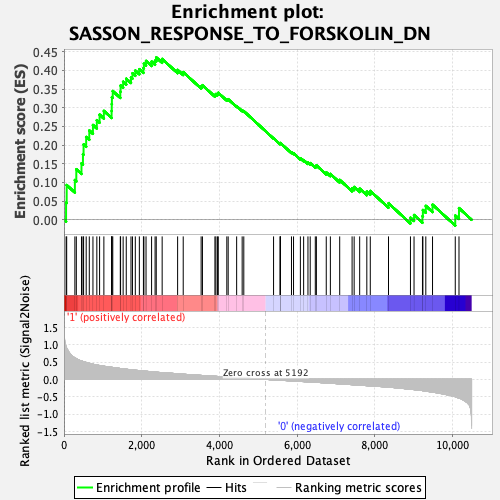 Enrichment plot:
SASSON_RESPONSE_TO_FORSKOLIN_DN
Enrichment score (ES)
0.45
0.40
0.35
0.30
0.25
0.20
0.15
0.10
0.05
0.00
'1' (positively correlated)
Ranked list metric (Signal2Noise)
1.5
1.0
0.5
0.0
-0.5
-1.0
-1.5
Zero cross at 5192
'0' (negatively correlated)
0
2,000
4,000
6,000
8,000
10,000
Rank in Ordered Dataset
Enrichment profile
Hits
Ranking metric scores